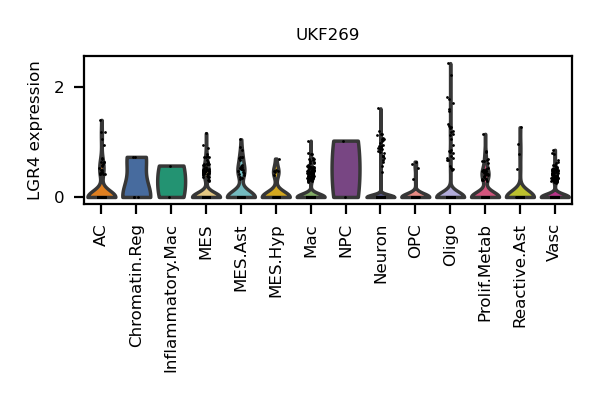 UKF269
LGR4 expression
2
0
AC
Chromatin.Reg
Inflammatory.Mac
MES
MES.Ast
MES.Hyp
Mac
NPC
Neuron
OPC
Oligo
Prolif.Metab
Reactive.Ast
Vasc